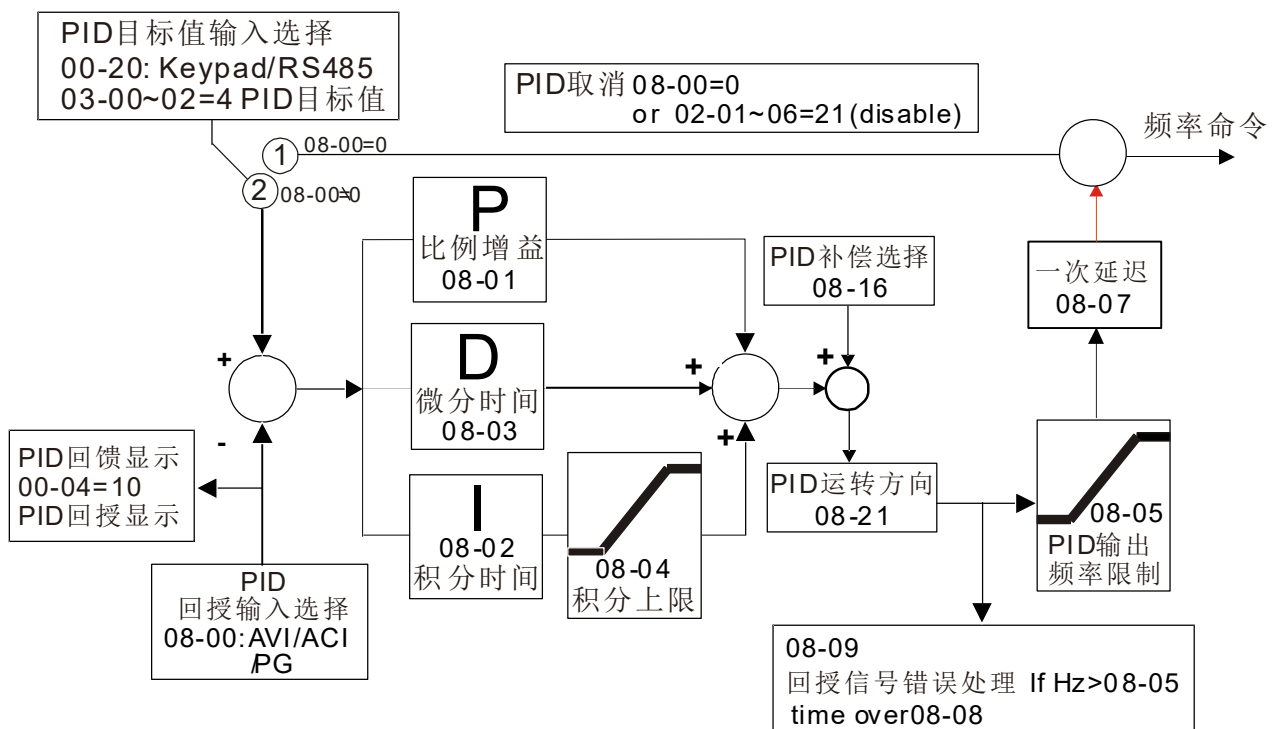 PID目标值输入选择
00-20: Keypad/RS485
03-00~02=4 PID目标值
PID取消 08-00=0
or 02-01~06=21(disable)
频率命令
1 08-00=0
2 08-00≠0
P
比例增益
08-01
PID补偿选择
08-16
一次延迟
08-07
+
D
微分时间
08-03
+
+
+
-
PID回馈显示
00-04=10
PID回授显示
I
08-02
积分时间
08-04
积分上限
PID运转方向
08-21
08-05
PID输出
频率限制
PID
回授输入选择
08-00:AVI/ACI
/PG
08-09
回授信号错误处理 If Hz>08-05
time over08-08